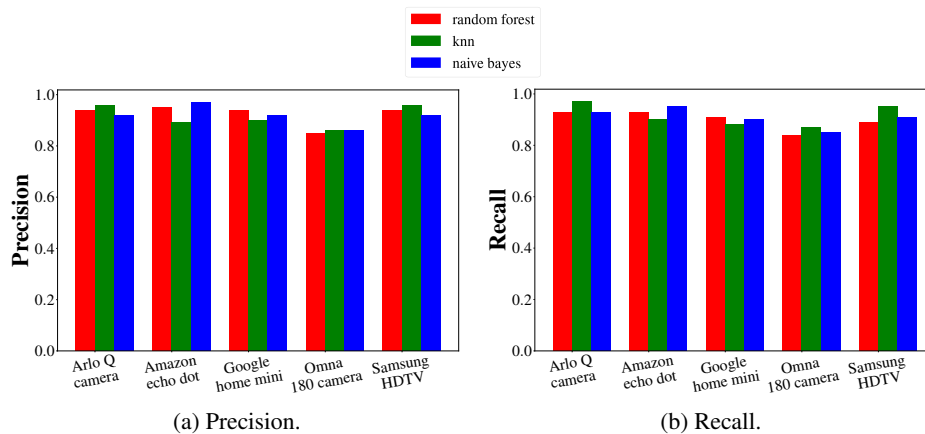 random forest
knn
naive bayes
Precision
1.0
0.8
0.6
0.4
0.2
0.0
Arlo Q
camera
Amazon
echo dot
Google
home mini
Omna
180 camera
Samsung
HDTV
(a) Precision.
Recall
1.0
0.8
0.6
0.4
0.2
0.0
Arlo Q
camera
Amazon
echo dot
Google
home mini
Omna
180 camera
Samsung
HDTV
(b) Recall.